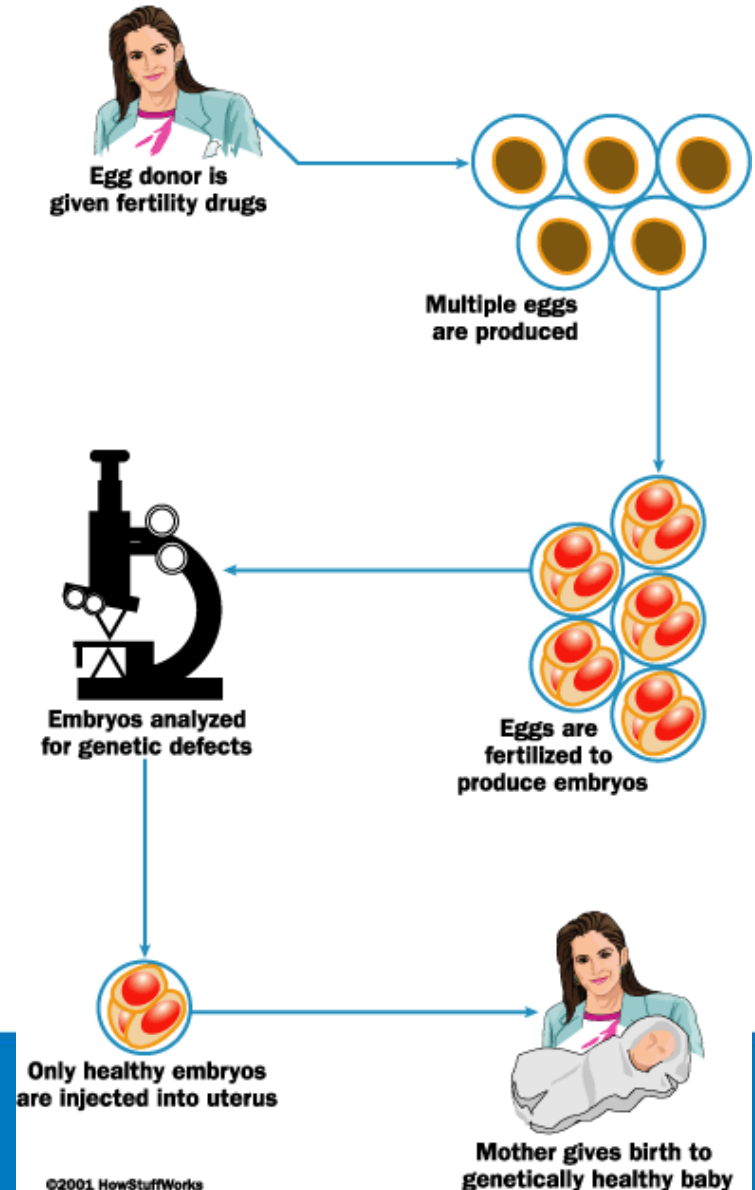 Egg donor is
given fertility drugs
Multiple eggs
are produced
Eggs are
fertilized to
produce embryos
Embryos analyzed
for genetic defects
Only healthy embryos
are injected into uterus
Mother gives birth to
genetically healthy baby
©2001 HowStuffWorks